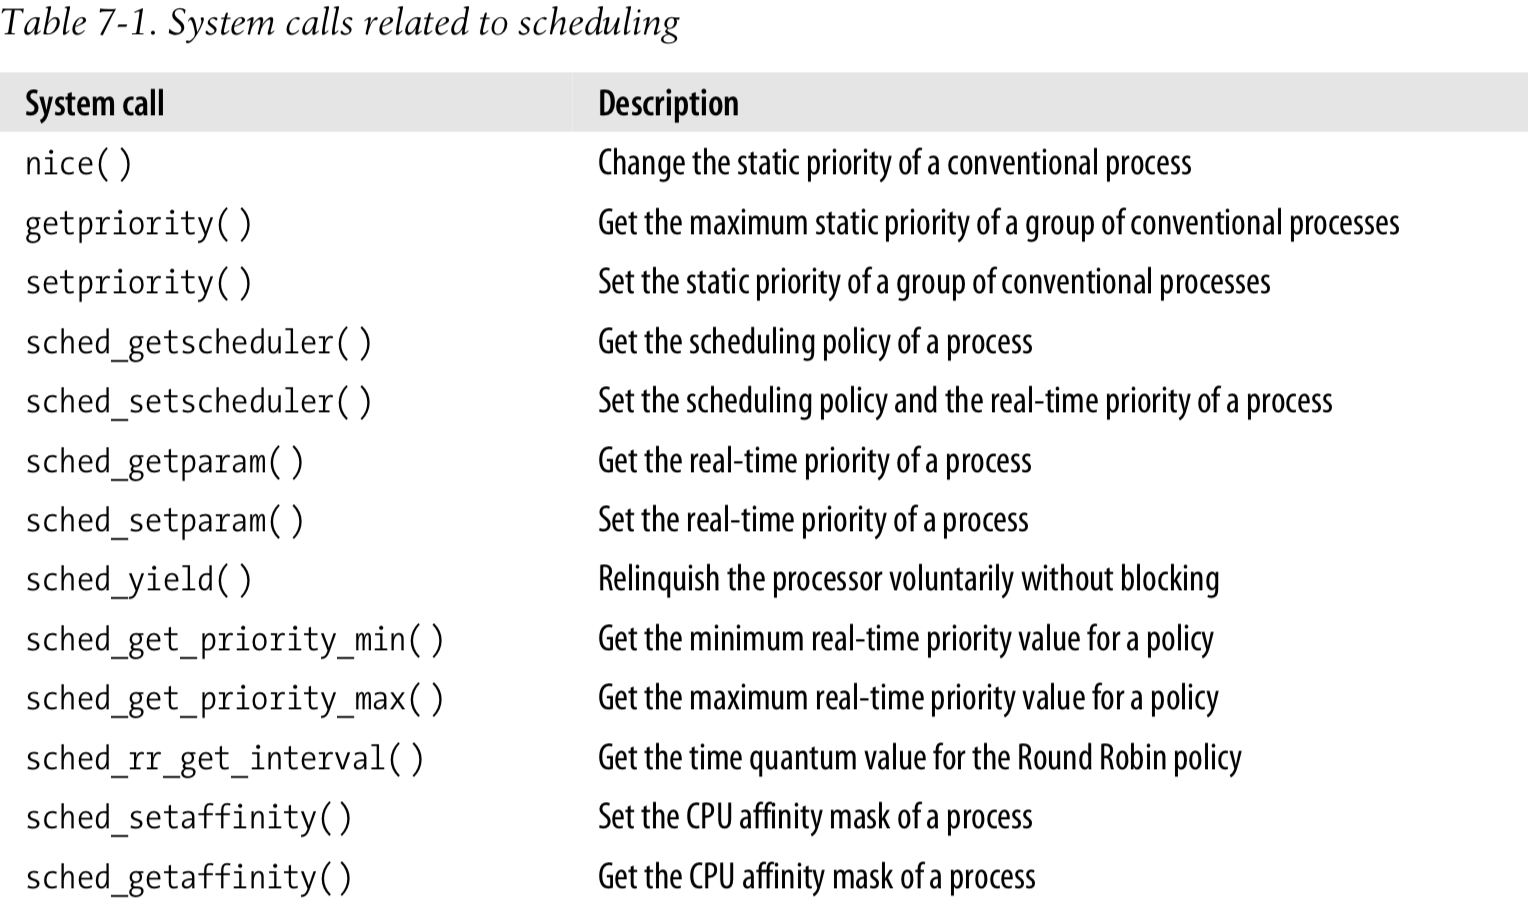 Table 7-1. System calls related to scheduling
System call Description
nice( ) Change the static priority of a conventional process
getpriority( ) Get the maximum static priority of a group of conventional processes
setpriority( ) Set the static priority of a group of conventional processes
sched_getscheduler( ) Get the scheduling policy of a process
sched_setscheduler( ) Set the scheduling policy and the real-time priority of a process
sched_getparam( ) Get the real-time priority of a process
sched_setparam( ) Set the real-time priority of a process
sched_yield( ) Relinquish the processor voluntarily without blocking
sched_get_priority_min( ) Get the minimum real-time priority value for a policy
sched_get_priority_max( ) Get the maximum real-time priority value for a policy
sched_rr_get_interval( ) Get the time quantum value for the Round Robin policy
sched_setaffinity() Set the CPU affinity mask of a process
sched_getaffinity() Get the CPU affinity mask of a process